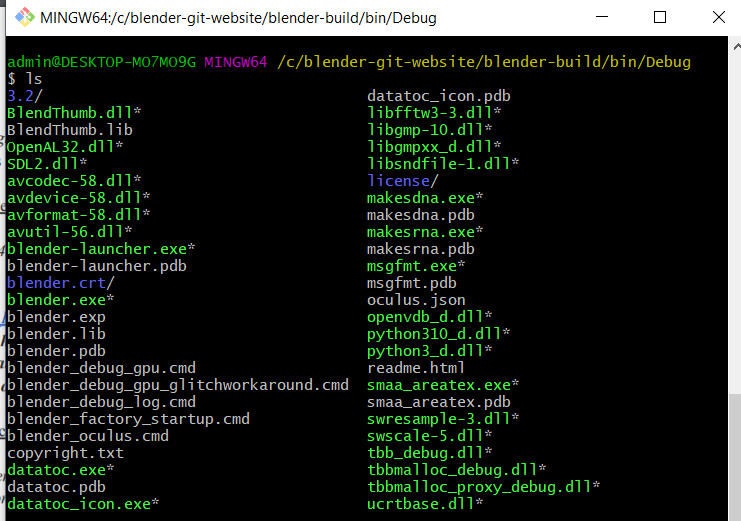 MINGW64:/c/blender-git-website/blender-build/bin/Debug
admin@DESKTOP-MO7MO9G MINGW64 /c/blender-git-website/blender-build/bin/Debug
$ ls
3.2/ datatoc_icon.pdb
BlendThumb.dll* libfftw3-3.dll*
BlendThumb.lib libgmp-10.dll*
OpenAL32.dll* libgmpxx_d.dll*
SDL2.dll* libsndfile-1.dll*
avcodec-58.dll* license/
avdevice-58.dll* makesdna.exe*
avformat-58.dll* makesdna.pdb
avutil-56.dll* makesrna.exe*
blender-launcher.exe* makesrna.pdb
blender-launcher.pdb msgfmt.exe*
blender.crt/ msgfmt.pdb
blender.exe* oculus.json
blender.exp openvdb_d.dll*
blender.lib python310_d.dll*
blender.pdb python3_d.dll*
blender_debug_gpu.cmd readme.html
blender_debug_gpu_glitchworkaround.cmd smaa_areatex.exe*
blender_debug_log.cmd smaa_areatex.pdb
blender_factory_startup.cmd swresample-3.dll*
blender_oculus.cmd swscale-5.dll*
copyright.txt tbb_debug.dll*
datatoc.exe* tbbmalloc_debug.dll*
datatoc.pdb tbbmalloc_proxy_debug.dll*
datatoc_icon.exe* ucrtbase.dll*